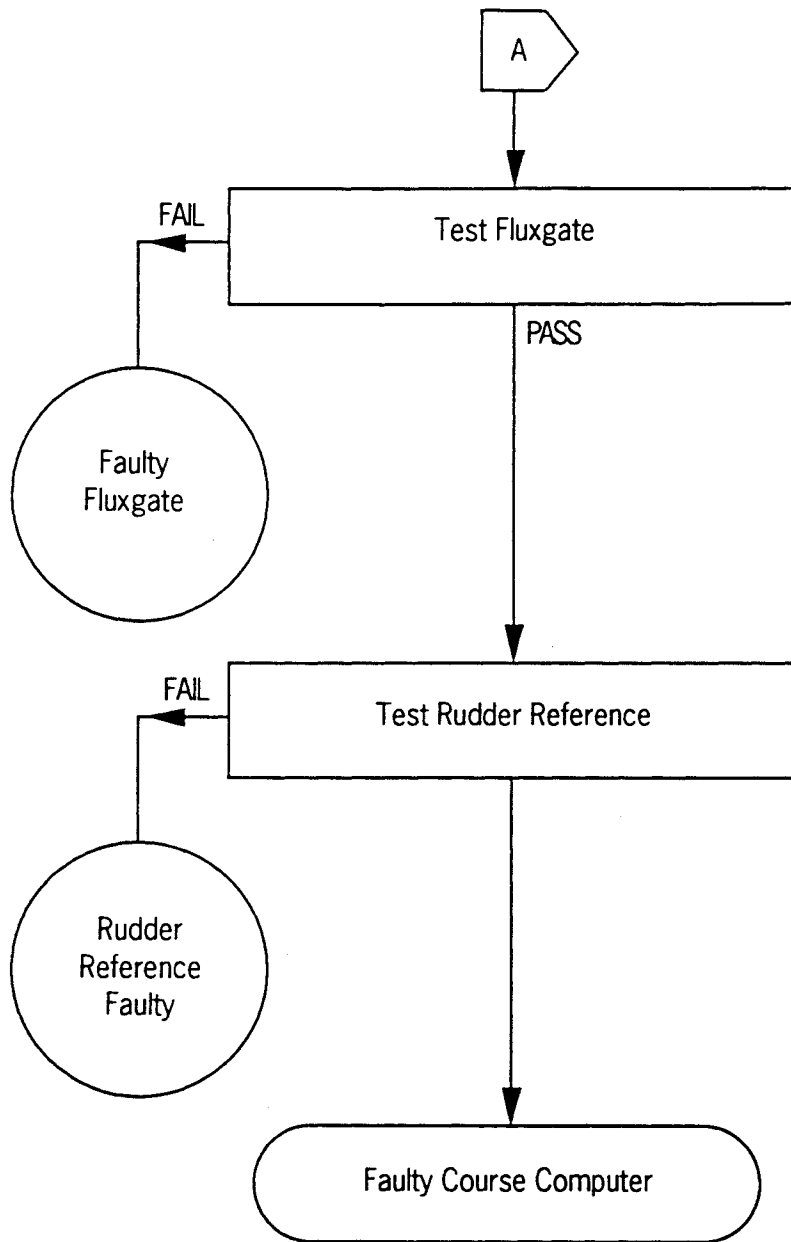 A
Test Fluxgate
FAIL
PASS
Faulty
Fluxgate
Test Rudder Reference
FAIL
Rudder
Reference
Faulty
Faulty Course Computer